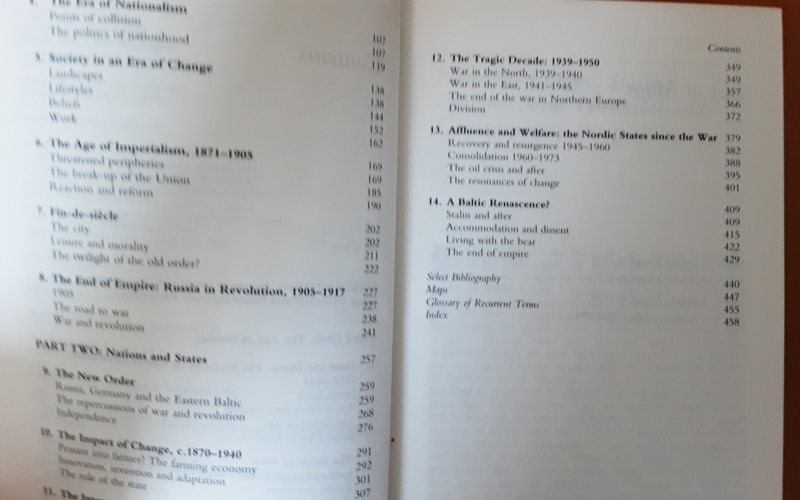 The Era of Nationalism 107
Points of collision 107
The politics of nationhood 119
5. Society in an Era of Change 138
Landscapes 138
Lifestyles 144
Beliefs 152
Work 162
6. The Age of Imperialism, 1871–1905 169
Threatened peripheries 169
The break-up of the Union 185
Reaction and reform 190
7. Fin-de-siècle 202
The city 202
Leisure and morality 211
The twilight of the old order? 222
8. The End of Empire: Russia in Revolution, 1905–1917 227
1905 227
The road to war 238
War and revolution 241
PART TWO: Nations and States 257
9. The New Order 259
Russia, Germany and the Eastern Baltic 259
The repercussions of war and revolution 268
Independence 276
10. The Impact of Change, c.1870–1940 291
Peasant into farmer? The farming economy 292
Innovation, invention and adaptation 301
The role of the state 307
11. The
Contents
12. The Tragic Decade: 1939–1950 349
War in the North, 1939–1940 349
War in the East, 1941–1945 357
The end of the war in Northern Europe 366
Division 372
13. Affluence and Welfare: the Nordic States since the War 379
Recovery and resurgence 1945–1960 382
Consolidation 1960–1973 388
The oil crisis and after 395
The resonances of change 401
14. A Baltic Renascence? 409
Stalin and after 409
Accommodation and dissent 415
Living with the bear 422
The end of empire 429
Select Bibliography 440
Maps 447
Glossary of Recurrent Terms 455
Index 458